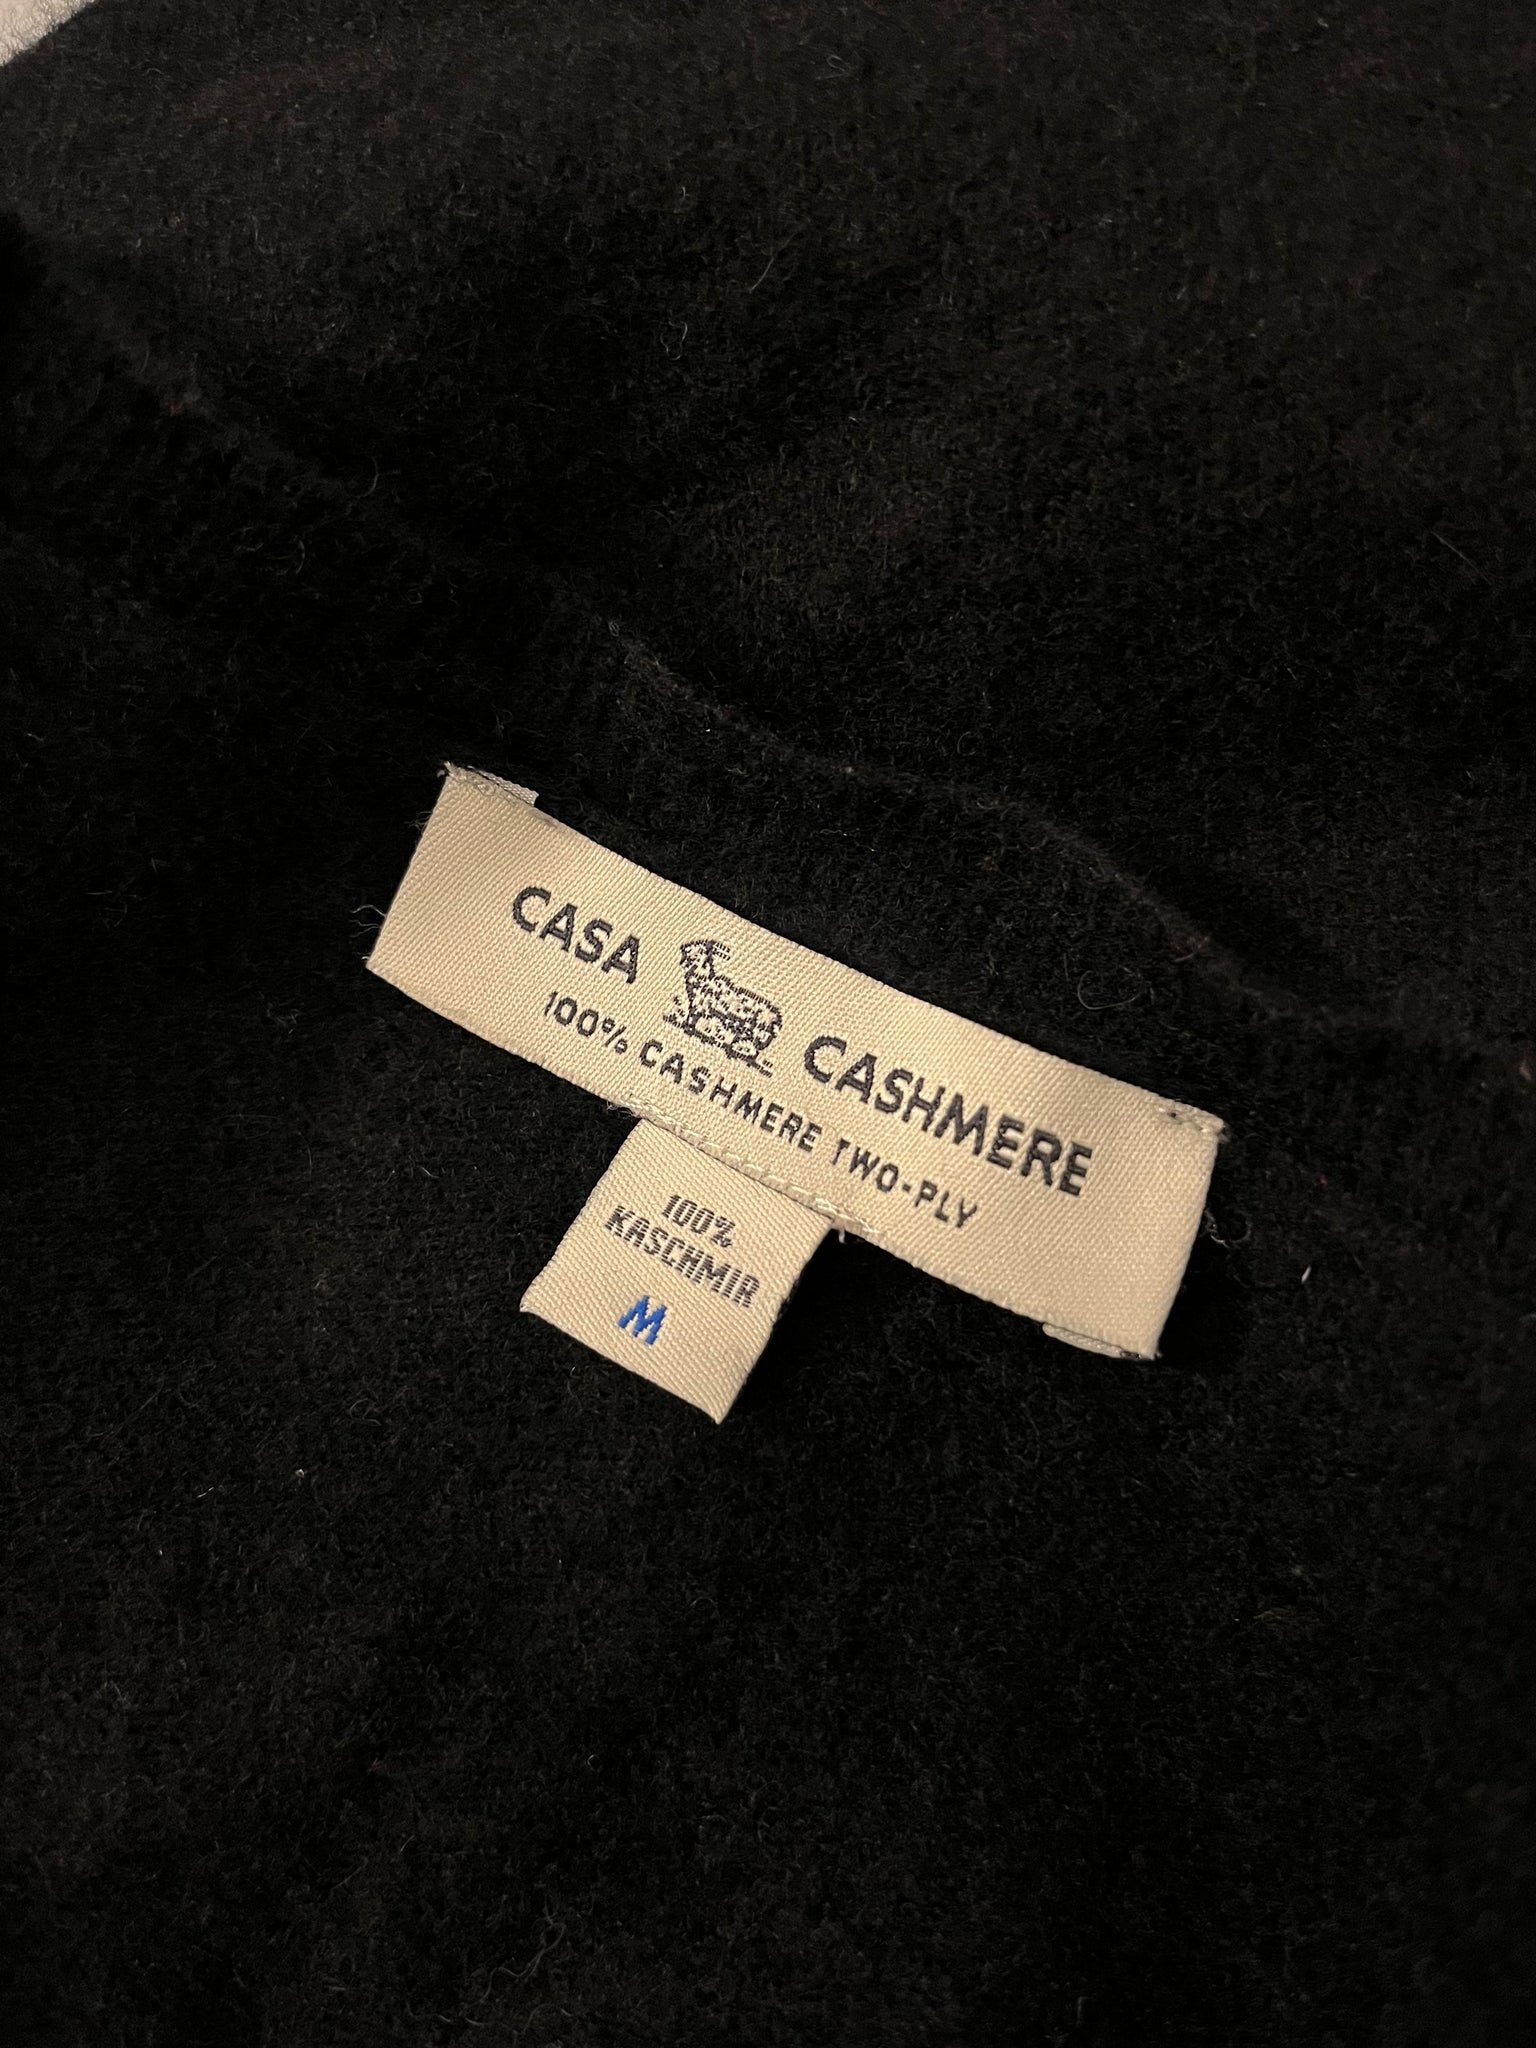 CASA CASHMERE
100% CASHMERE TWO-PLY
100%
KASCHMIR
M